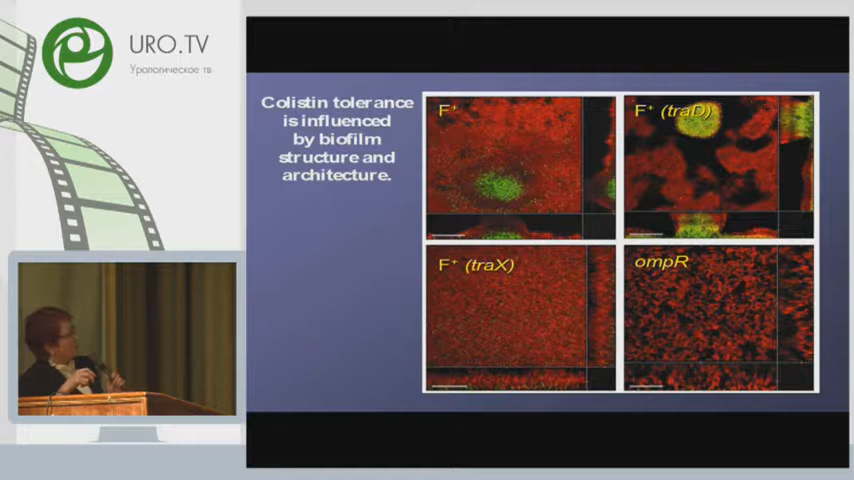 URO.TV
Урологическое тв
Colistin tolerance
is influenced
by biofilm
structure and
architecture.
F+
F+ (traD)
F+ (traX)
ompR